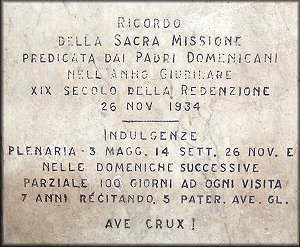 RICORDO
DELLA SACRA MISSIONE
PREDICATA DAI PADRI DOMENICANI
NELL'ANNO GIUBILARE
XIX SECOLO DELLA REDENZIONE
26 NOV. 1934
INDULGENZE
PLENARIA - 3 MAGG. 14 SETT. 26 NOV. E
NELLE DOMENICHE SUCCESSIVE
PARZIALE 100 GIORNI AD OGNI VISITA
7 ANNI RECITANDO 5 PATER. AVE. GL.
AVE CRUX!